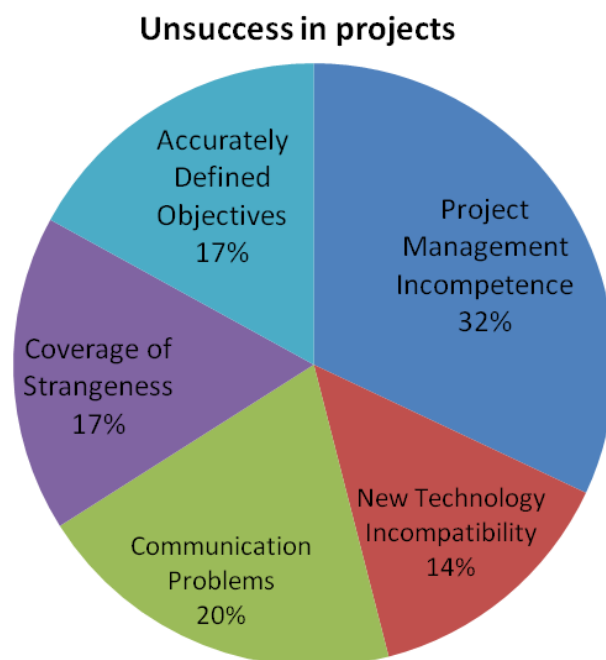 Unsuccess in projects
Accurately
Defined
Objectives
17%
Project
Management
Incompetence
32%
Coverage of
Strangeness
17%
New Technology
Incompatibility
14%
Communication
Problems
20%